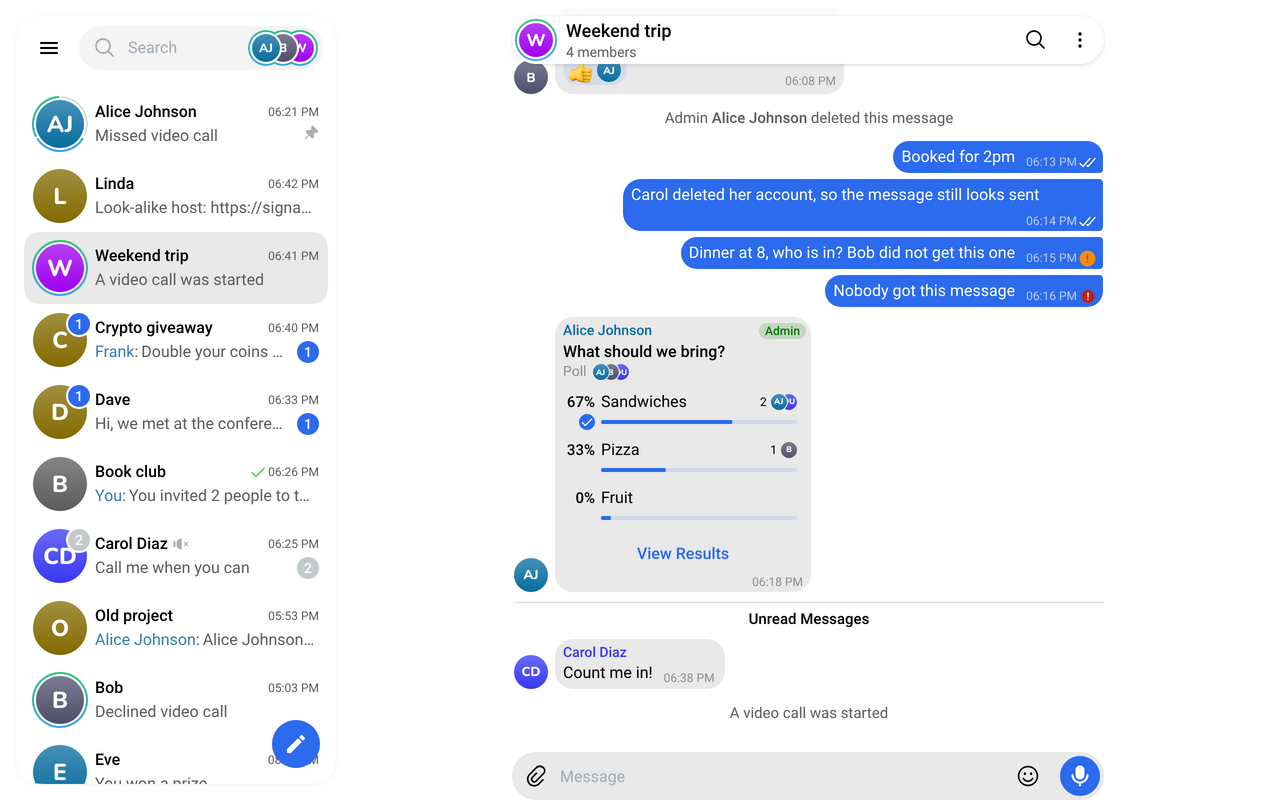 Search
AJ B W
AJ
Alice Johnson 06:21 PM
Missed video call
L
Linda 06:42 PM
Look-alike host: https://signa...
W
Weekend trip 06:41 PM
A video call was started
C 1
Crypto giveaway 06:40 PM
Frank: Double your coins ... 1
D 1
Dave 06:33 PM
Hi, we met at the confere... 1
B
Book club 06:26 PM
You: You invited 2 people to t...
CD 2
Carol Diaz 06:25 PM
Call me when you can 2
O
Old project 05:53 PM
Alice Johnson: Alice Johnson...
B
Bob 05:03 PM
Declined video call
E
Eve
You won a prize
W
Weekend trip
4 members
B
AJ
06:08 PM
Admin Alice Johnson deleted this message
Booked for 2pm 06:13 PM
Carol deleted her account, so the message still looks sent
06:14 PM
Dinner at 8, who is in? Bob did not get this one 06:15 PM
Nobody got this message 06:16 PM
Alice Johnson Admin
What should we bring?
Poll AJ B DU
67% Sandwiches 2 AJ DU
33% Pizza 1 B
0% Fruit
View Results
AJ
06:18 PM
Unread Messages
CD
Carol Diaz
Count me in! 06:38 PM
A video call was started
Message